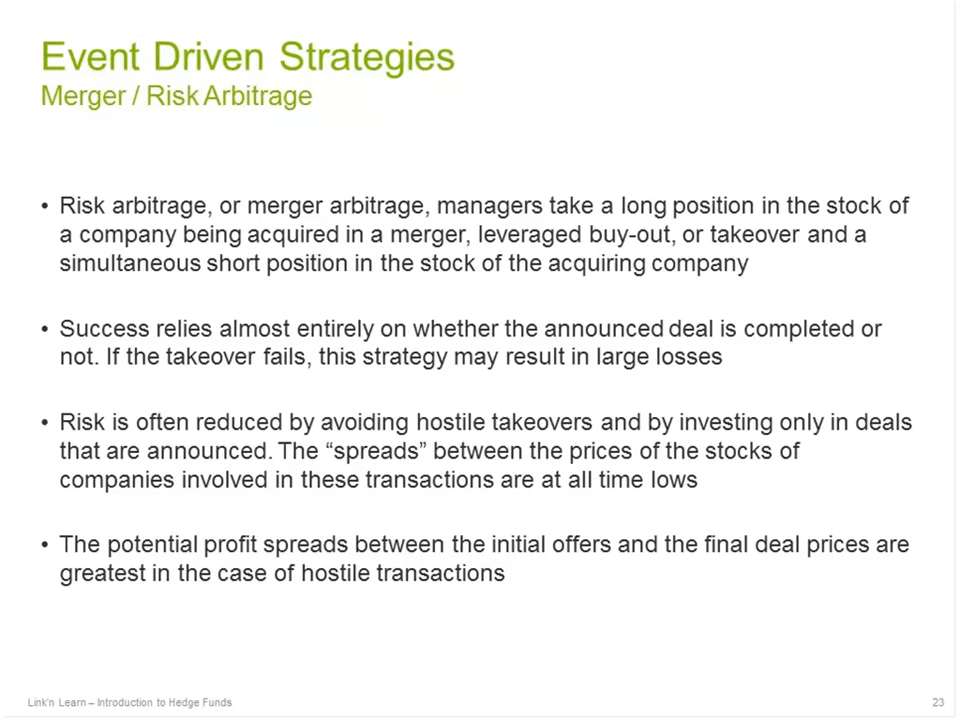 Event Driven Strategies
Merger / Risk Arbitrage
• Risk arbitrage, or merger arbitrage, managers take a long position in the stock of
a company being acquired in a merger, leveraged buy-out, or takeover and a
simultaneous short position in the stock of the acquiring company
• Success relies almost entirely on whether the announced deal is completed or
not. If the takeover fails, this strategy may result in large losses
• Risk is often reduced by avoiding hostile takeovers and by investing only in deals
that are announced. The “spreads” between the prices of the stocks of
companies involved in these transactions are at all time lows
• The potential profit spreads between the initial offers and the final deal prices are
greatest in the case of hostile transactions
Link'n Learn – Introduction to Hedge Funds
23